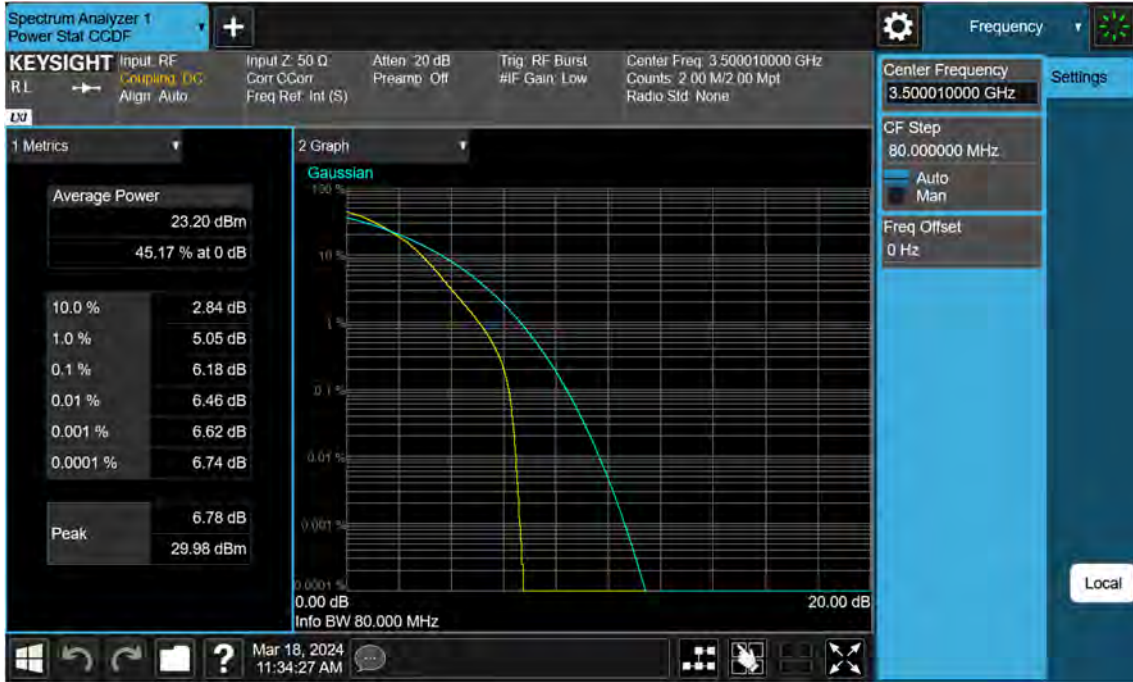 Spectrum Analyzer 1
Power Stat CCDF
+
Frequency
KEYSIGHT
Input: RF
Coupling: DC
Align: Auto
Input Z: 50 Ω
Corr CCorr
Freq Ref: Int (S)
Atten: 20 dB
Preamp: Off
Trig: RF Burst
#IF Gain: Low
Center Freq: 3.500010000 GHz
Counts: 2.00 M/2.00 Mpt
Radio Std: None
R L
LXI
Center Frequency
3.500010000 GHz
Settings
CF Step
80.000000 MHz
Auto
Man
Freq Offset
0 Hz
Local
1 Metrics
Average Power
23.20 dBm
45.17 % at 0 dB
10.0 % 2.84 dB
1.0 % 5.05 dB
0.1 % 6.18 dB
0.01 % 6.46 dB
0.001 % 6.62 dB
0.0001 % 6.74 dB
Peak
6.78 dB
29.98 dBm
2 Graph
Gaussian
100 %
10 %
1 %
0.1 %
0.01 %
0.001 %
0.0001 %
0.00 dB
20.00 dB
Info BW 80.000 MHz
?
Mar 18, 2024
11:34:27 AM